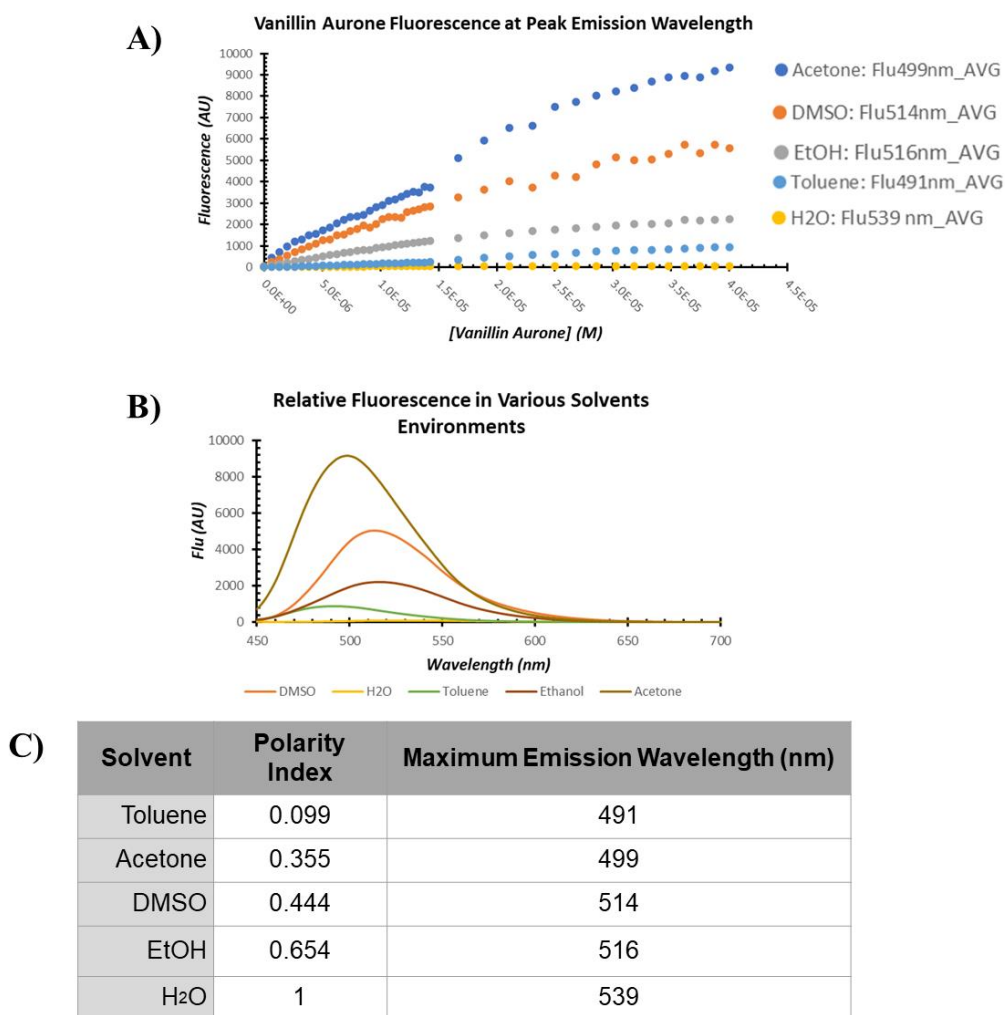 A)
Vanillin Aurone Fluorescence at Peak Emission Wavelength
Fluorescence (AU)
10000
9000
8000
7000
6000
5000
4000
3000
2000
1000
0
0.0E+00
5.0E-06
1.0E-05
1.5E-05
2.0E-05
2.5E-05
3.0E-05
3.5E-05
4.0E-05
4.5E-05
[Vanillin Aurone] (M)
Acetone: Flu499nm_AVG
DMSO: Flu514nm_AVG
EtOH: Flu516nm_AVG
Toluene: Flu491nm_AVG
H2O: Flu539 nm_AVG
B)
Relative Fluorescence in Various Solvents
Environments
Flu (AU)
10000
8000
6000
4000
2000
0
450
500
550
600
650
700
Wavelength (nm)
DMSO
H2O
Toluene
Ethanol
Acetone
C)
Solvent Polarity Index Maximum Emission Wavelength (nm)
Toluene 0.099 491
Acetone 0.355 499
DMSO 0.444 514
EtOH 0.654 516
H2O 1 539